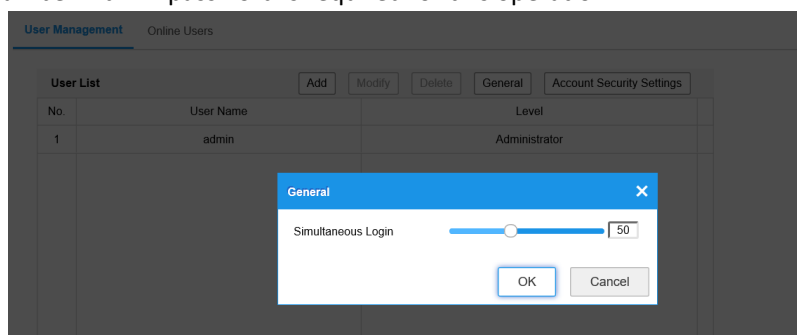 User Management Online Users
User List Add Modify Delete General Account Security Settings
No. User Name Level
1 admin Administrator
General
Simultaneous Login 50
OK Cancel